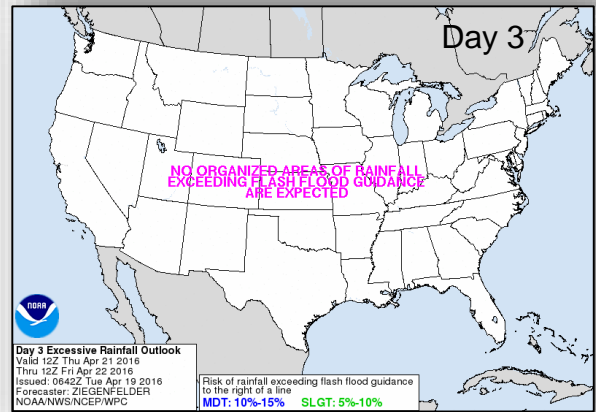 Day 3
NO ORGANIZED AREAS OF RAINFALL
EXCEEDING FLASH FLOOD GUIDANCE
ARE EXPECTED
NOAA
Day 3 Excessive Rainfall Outlook
Valid 12Z Thu Apr 21 2016
Thru 12Z Fri Apr 22 2016
Issued: 0642Z Tue Apr 19 2016
Forecaster: ZIEGENFELDER
NOAA/NWS/NCEP/WPC
Risk of rainfall exceeding flash flood guidance
to the right of a line
MDT: 10%-15% SLGT: 5%-10%